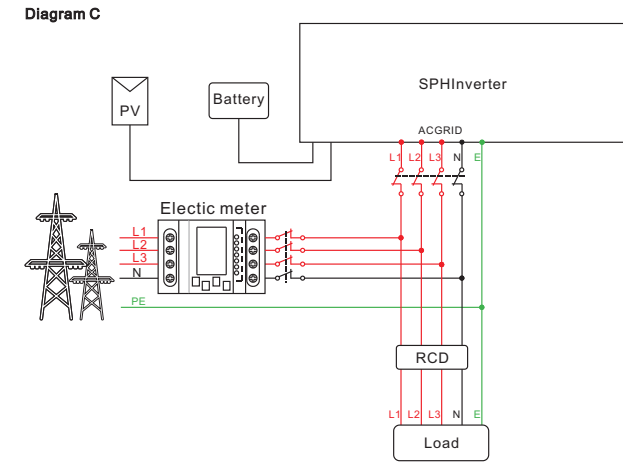 Diagram C
SPHInverter
PV
Battery
ACGRID
L1 L2 L3 N E
Electic meter
L1
L2
L3
N
PE
RCD
L1 L2 L3 N E
Load